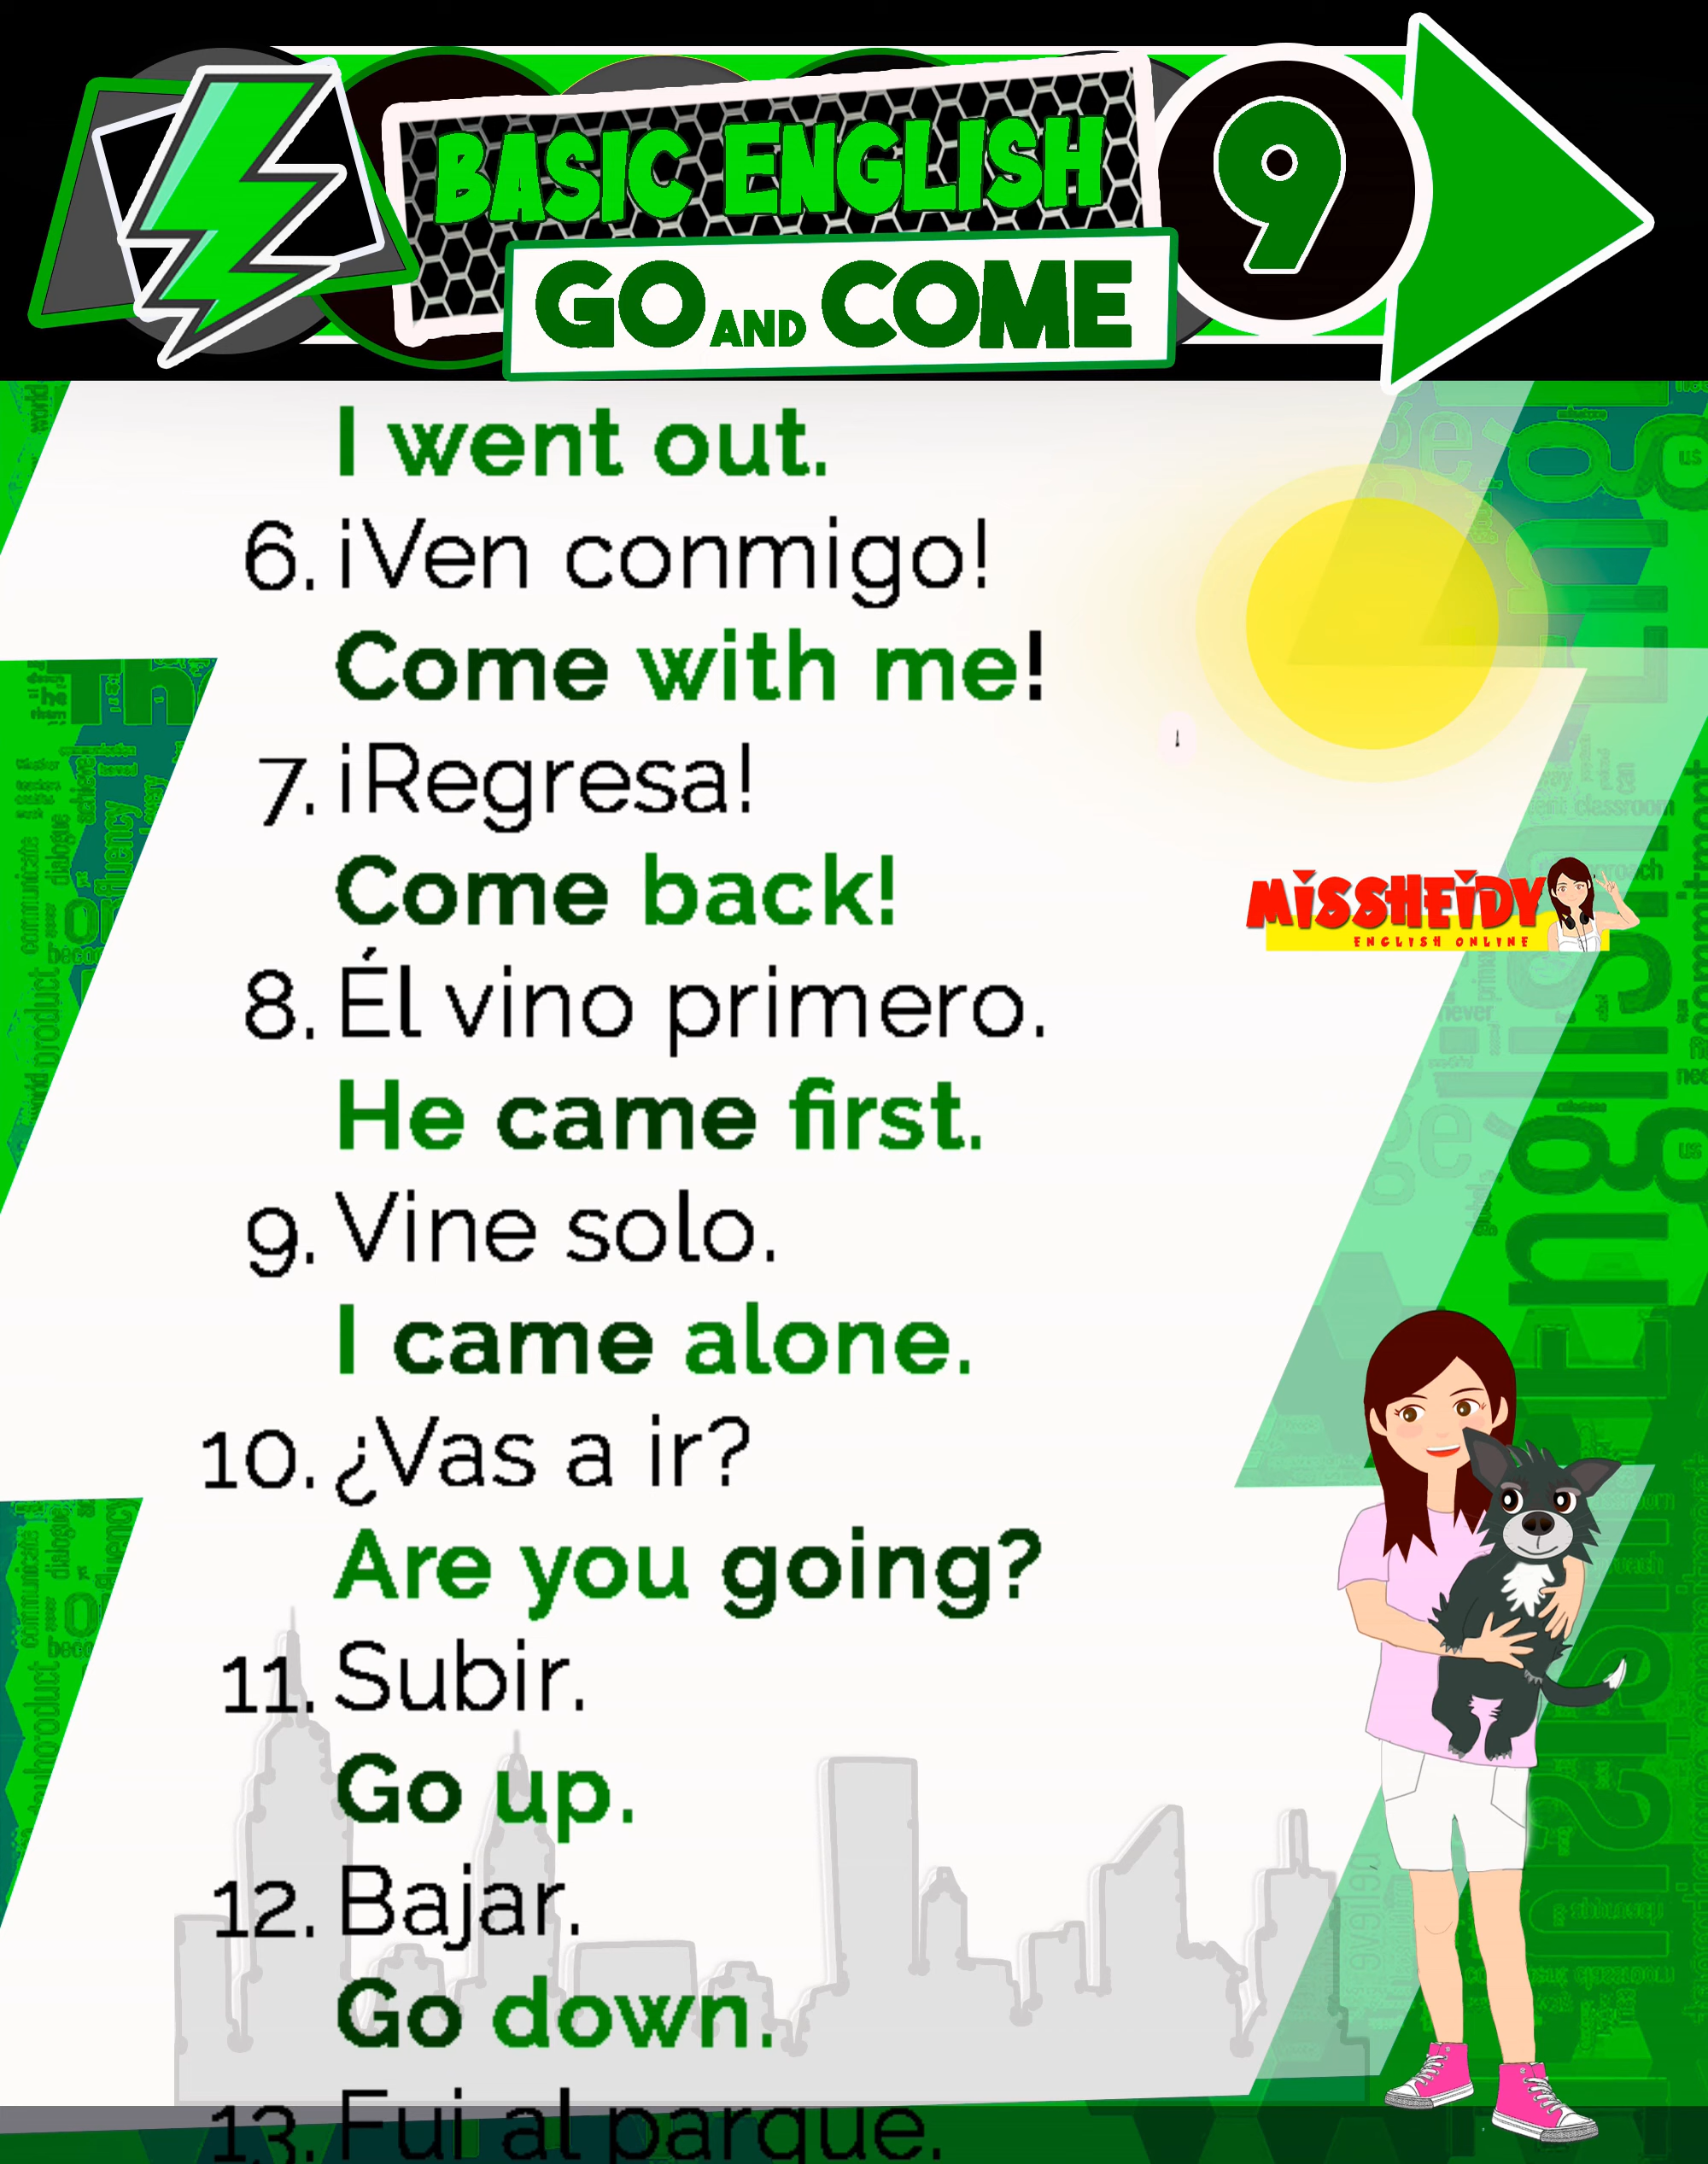 BASIC ENGLISH
9
GO AND COME
I went out.
6. ¡Ven conmigo!
Come with me!
7. ¡Regresa!
Come back!
MiSSHEiDY
ENGLISH ONLINE
8. Él vino primero.
He came first.
9. Vine solo.
I came alone.
10. ¿Vas a ir?
Are you going?
11. Subir.
Go up.
12. Bajar.
Go down.
13. Fui al parque.